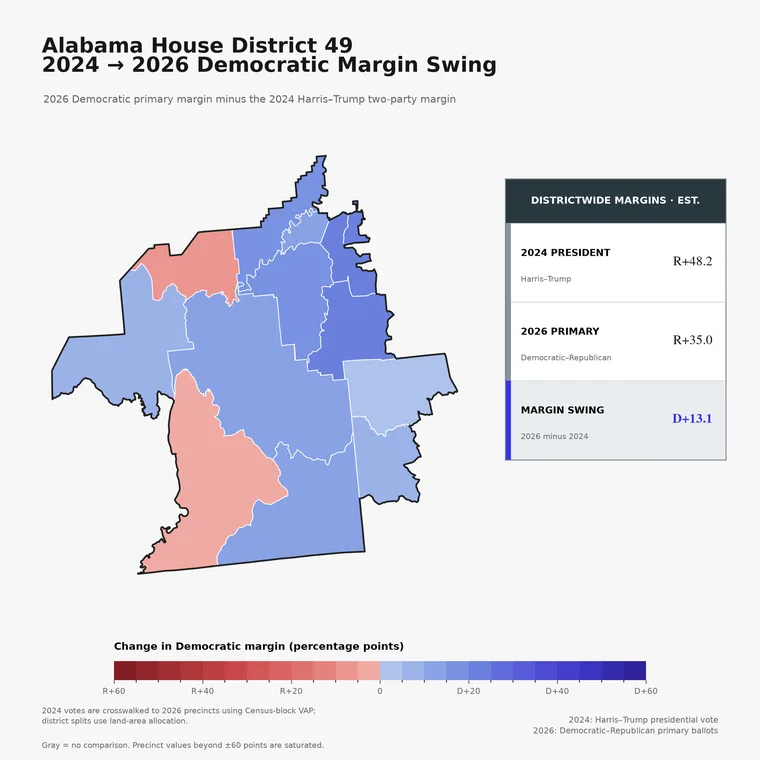 Alabama House District 49
2024 → 2026 Democratic Margin Swing
2026 Democratic primary margin minus the 2024 Harris–Trump two-party margin
DISTRICTWIDE MARGINS · EST.
2024 PRESIDENT
R+48.2
Harris–Trump
2026 PRIMARY
R+35.0
Democratic–Republican
MARGIN SWING
D+13.1
2026 minus 2024
Change in Democratic margin (percentage points)
R+60 R+40 R+20 0 D+20 D+40 D+60
2024 votes are crosswalked to 2026 precincts using Census-block VAP;
district splits use land-area allocation.
2024: Harris–Trump presidential vote
2026: Democratic–Republican primary ballots
Gray = no comparison. Precinct values beyond ±60 points are saturated.